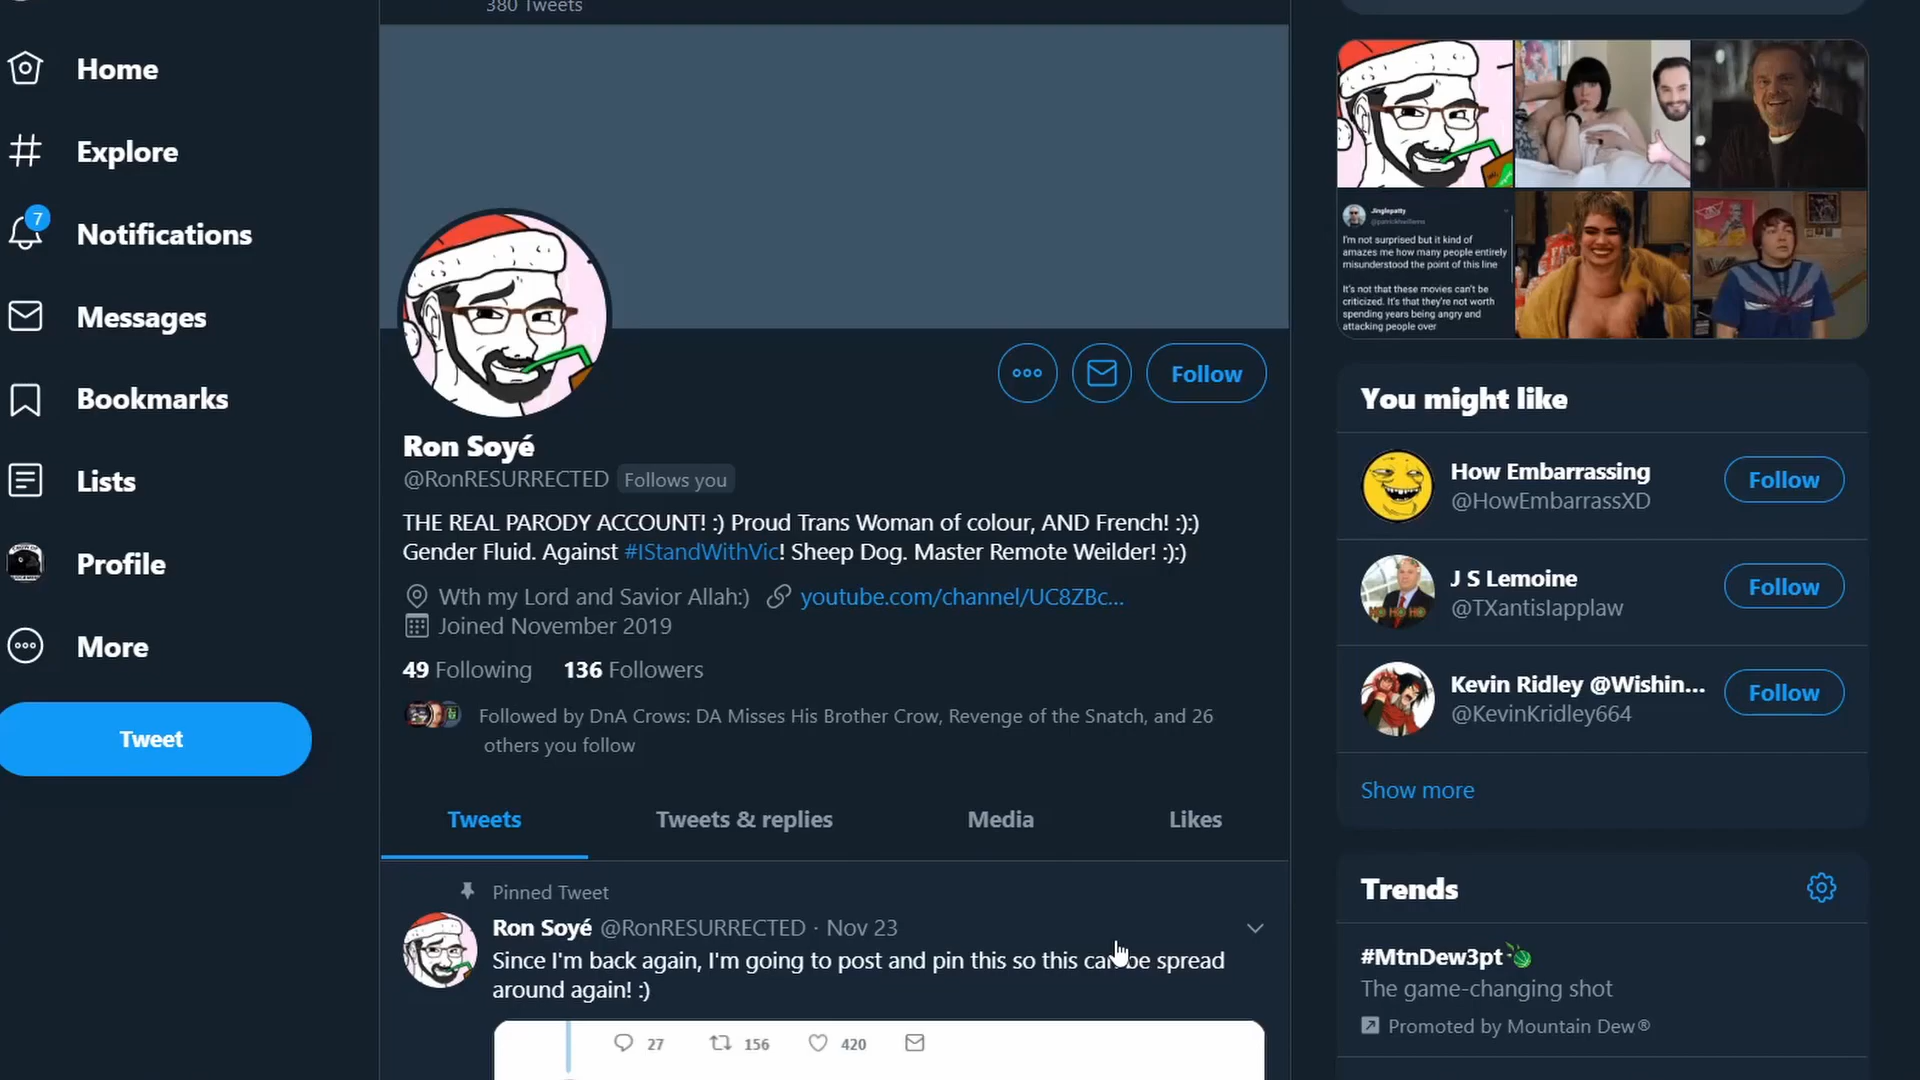 380 Tweets
Home
Explore
7
Notifications
Messages
Bookmarks
Lists
Profile
More
Tweet
Follow
Ron Soyé
@RonRESURRECTED Follows you
THE REAL PARODY ACCOUNT! :) Proud Trans Woman of colour, AND French! :):)
Gender Fluid. Against #IStandWithVic! Sheep Dog. Master Remote Weilder! :):)
Wth my Lord and Savior Allah:) youtube.com/channel/UC8ZBc...
Joined November 2019
49 Following 136 Followers
Followed by DnA Crows: DA Misses His Brother Crow, Revenge of the Snatch, and 26
others you follow
Tweets Tweets & replies Media Likes
Pinned Tweet
Ron Soyé @RonRESURRECTED · Nov 23
Since I'm back again, I'm going to post and pin this so this can be spread
around again! :)
27 156 420
Jinglepatty
I'm not surprised but it kind of
amazes me how many people entirely
misunderstood the point of this line
It's not that these movies can't be
criticized. It's that they're not worth
spending years being angry and
attacking people over
You might like
How Embarrassing
@HowEmbarrassXD
Follow
J S Lemoine
@TXantislapplaw
Follow
HO HO HO
Kevin Ridley @Wishin...
@KevinKridley664
Follow
Show more
Trends
#MtnDew3pt
The game-changing shot
Promoted by Mountain Dew®